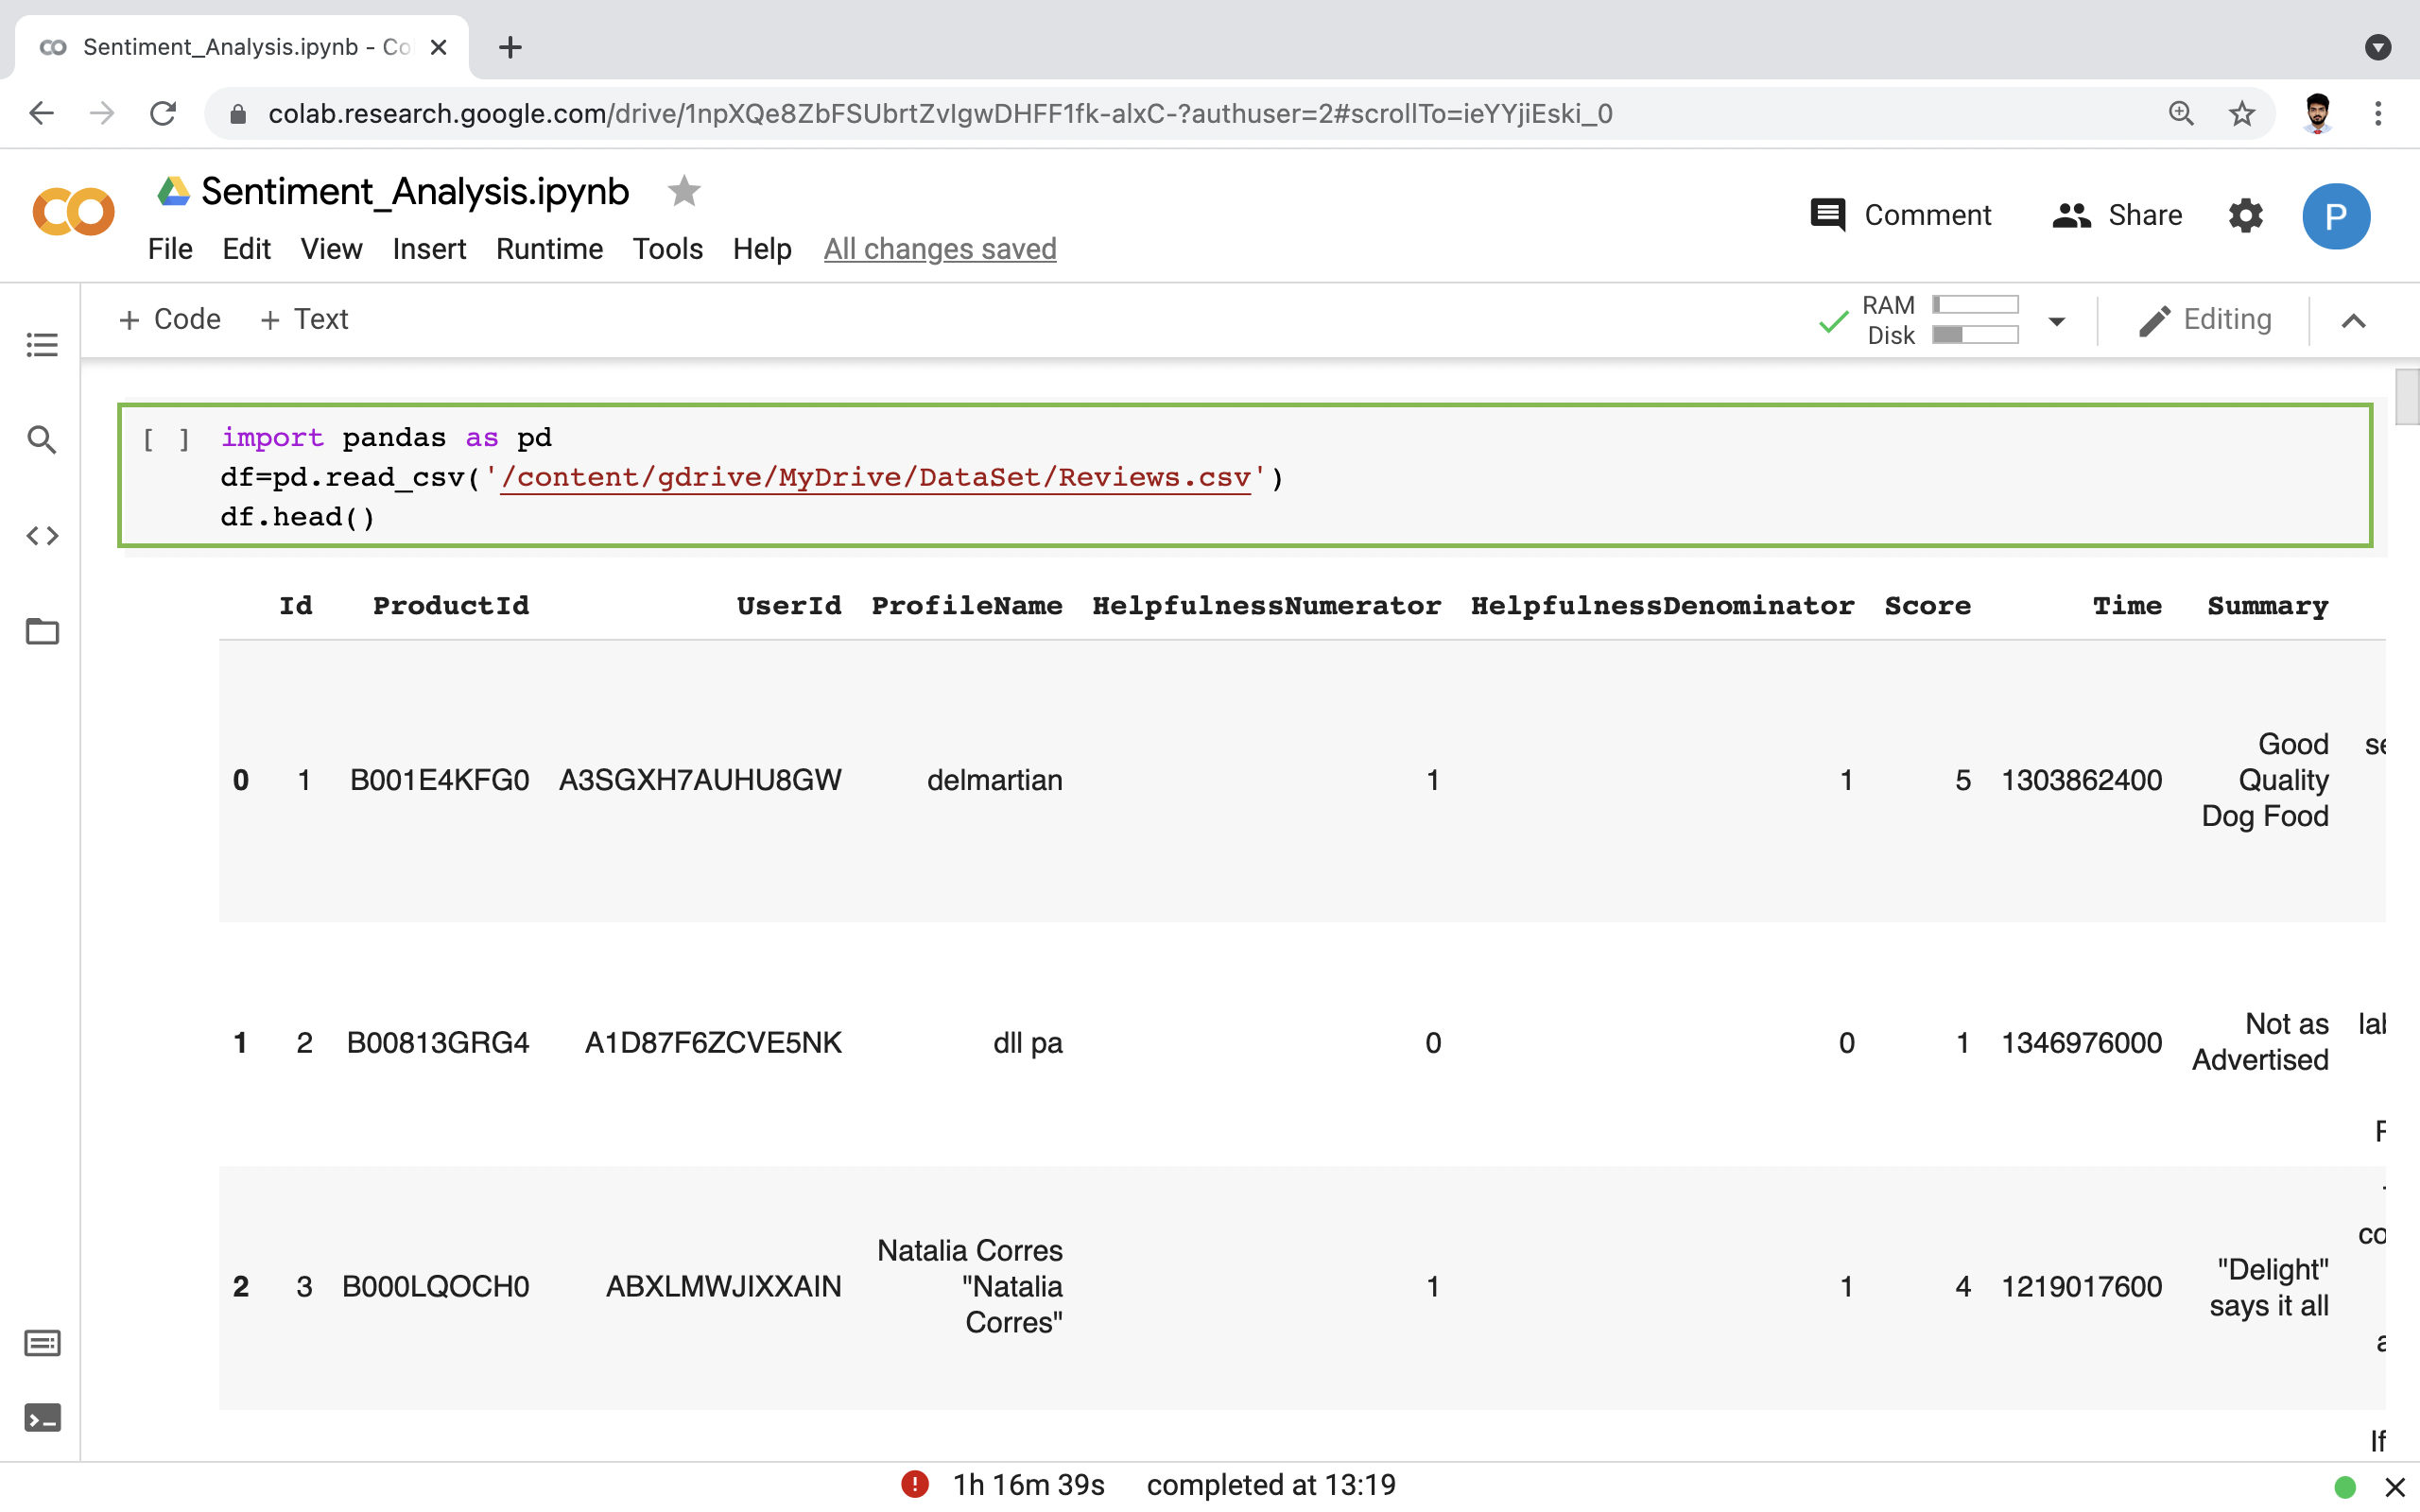 Sentiment_Analysis.ipynb - Co
colab.research.google.com/drive/1npXQe8ZbFSUbrtZvIgwDHFF1fk-alxC-?authuser=2#scrollTo=ieYYjiEski_0
Sentiment_Analysis.ipynb
Comment Share P
File Edit View Insert Runtime Tools Help All changes saved
+ Code + Text RAM Disk Editing
[ ] import pandas as pd
df=pd.read_csv('/content/gdrive/MyDrive/DataSet/Reviews.csv')
df.head()
Id ProductId UserId ProfileName HelpfulnessNumerator HelpfulnessDenominator Score Time Summary
0 1 B001E4KFG0 A3SGXH7AUHU8GW delmartian 1 1 5 1303862400 Good Quality Dog Food
1 2 B00813GRG4 A1D87F6ZCVE5NK dll pa 0 0 1 1346976000 Not as Advertised
2 3 B000LQOCH0 ABXLMWJIXXAIN Natalia Corres "Natalia Corres" 1 1 4 1219017600 "Delight" says it all
If
1h 16m 39s completed at 13:19